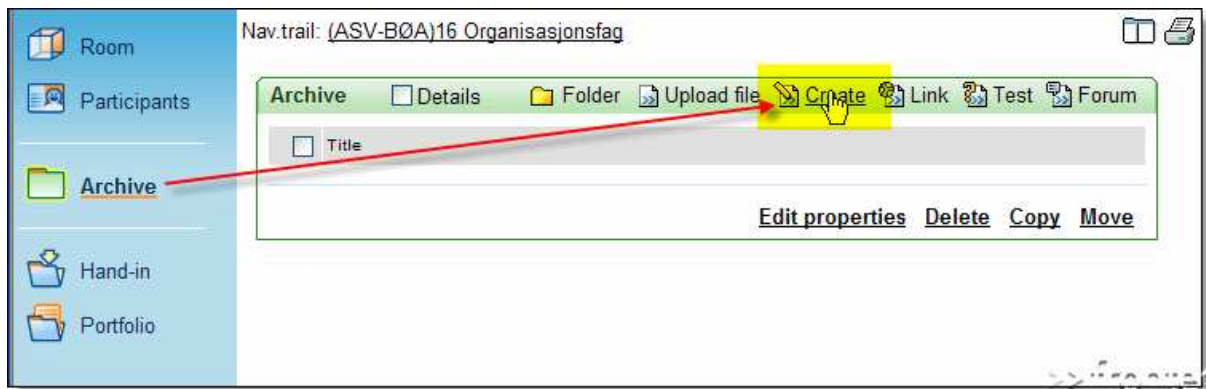 Room
Participants
Archive
Hand-in
Portfolio
Nav.trail: (ASV-BØA)16 Organisasjonsfag
Archive Details Folder Upload file Create Link Test Forum
Title
Edit properties Delete Copy Move